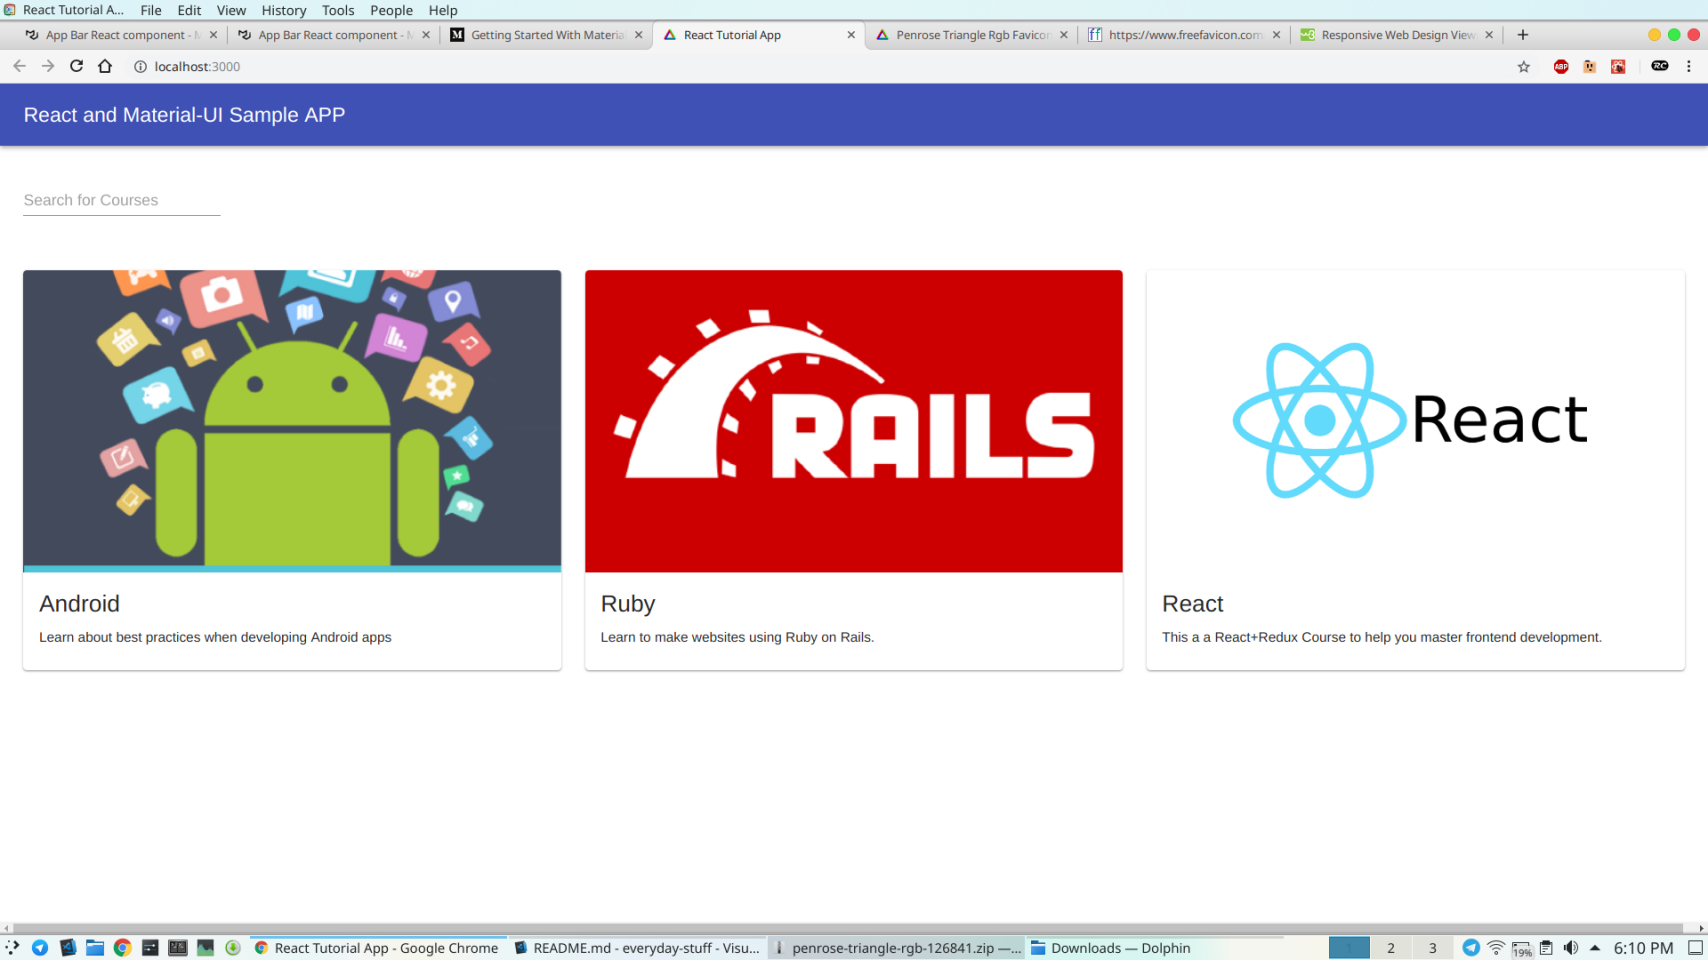 React Tutorial A... File Edit View History Tools People Help
App Bar React component - App Bar React component - Getting Started With Material React Tutorial App Penrose Triangle Rgb Favicon https://www.freefavicon.com Responsive Web Design View
localhost:3000 ABP RC
React and Material-UI Sample APP
Search for Courses
RAILS
React
Android Ruby React
Learn about best practices when developing Android apps
Learn to make websites using Ruby on Rails.
This a a React+Redux Course to help you master frontend development.
React Tutorial App - Google Chrome README.md - everyday-stuff - Visu... penrose-triangle-rgb-126841.zip —... Downloads — Dolphin 1 2 3 19% 6:10 PM